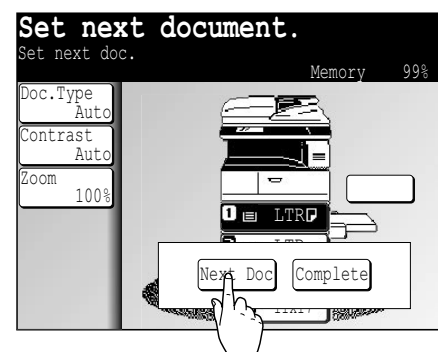 Set next document.
Set next doc.
Memory 99%
Doc.Type
Auto
Contrast
Auto
Zoom
100%
1 LTR
Next Doc Complete